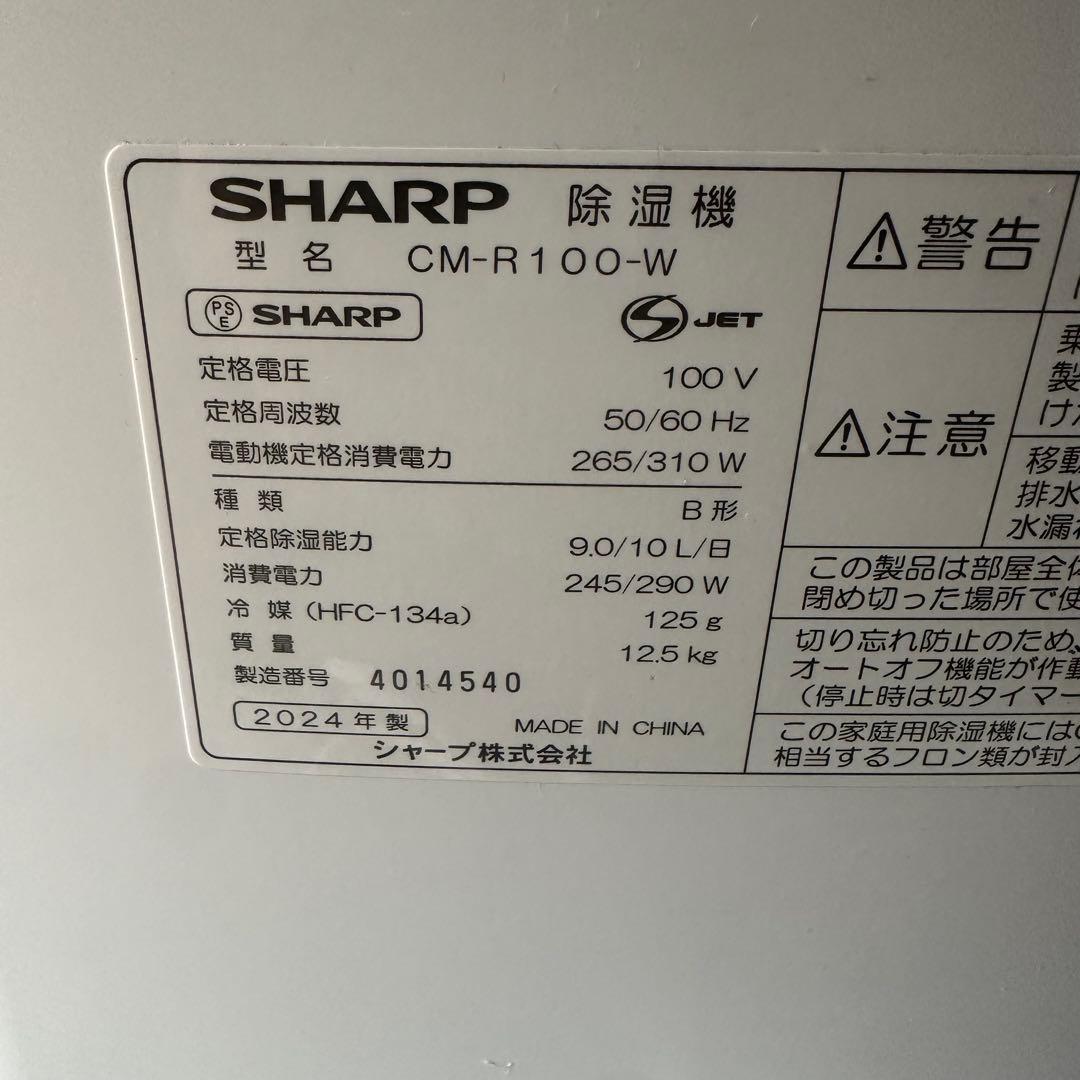 SHARP 除湿機
型名 CM-R100-W
PSE SHARP
S JET
定格電圧 100 V
定格周波数 50/60 Hz
電動機定格消費電力 265/310 W
種類 B 形
定格除湿能力 9.0/10 L/日
消費電力 245/290 W
冷媒(HFC-134a) 125 g
質量 12.5 kg
製造番号 4014540
2024年製 MADE IN CHINA
シャープ株式会社
警告
注意
乗
製
けが
移動
排水
水漏れ
この製品は部屋全体
閉め切った場所で使
切り忘れ防止のため、
オートオフ機能が作動
(停止時は切タイマー
この家庭用除湿機には
相当するフロン類が封入